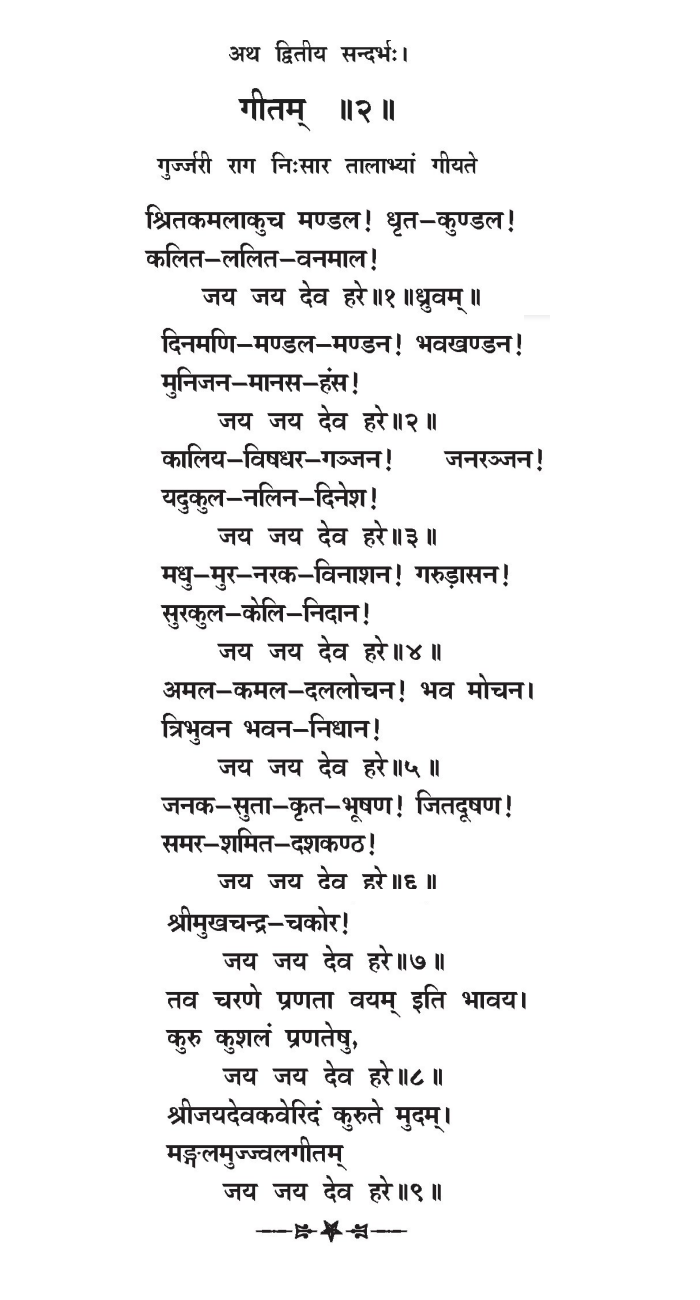 अथ द्वितीय सन्दर्भः।
गीतम् ॥२॥
गुर्ज्जरी राग निःसार तालाभ्यां गीयते
श्रितकमलाकुच मण्डल! धृत–कुण्डल!
कलित–ललित–वनमाल!
जय जय देव हरे॥१॥ध्रुवम्॥
दिनमणि–मण्डल–मण्डन! भवखण्डन!
मुनिजन–मानस–हंस!
जय जय देव हरे॥२॥
कालिय–विषधर–गञ्जन! जनरञ्जन!
यदुकुल–नलिन–दिनेश!
जय जय देव हरे॥३॥
मधु–मुर–नरक–विनाशन! गरुड़ासन!
सुरकुल–केलि–निदान!
जय जय देव हरे॥४॥
अमल–कमल–दललोचन! भव मोचन।
त्रिभुवन भवन–निधान!
जय जय देव हरे॥५॥
जनक–सुता–कृत–भूषण! जितदूषण!
समर–शमित–दशकण्ठ!
जय जय देव हरे॥६॥
श्रीमुखचन्द्र–चकोर!
जय जय देव हरे॥७॥
तव चरणे प्रणता वयम् इति भावय।
कुरु कुशलं प्रणतेषु,
जय जय देव हरे॥८॥
श्रीजयदेवकवेरिदं कुरुते मुदम्।
मङ्गलमुज्ज्वलगीतम्
जय जय देव हरे॥९॥